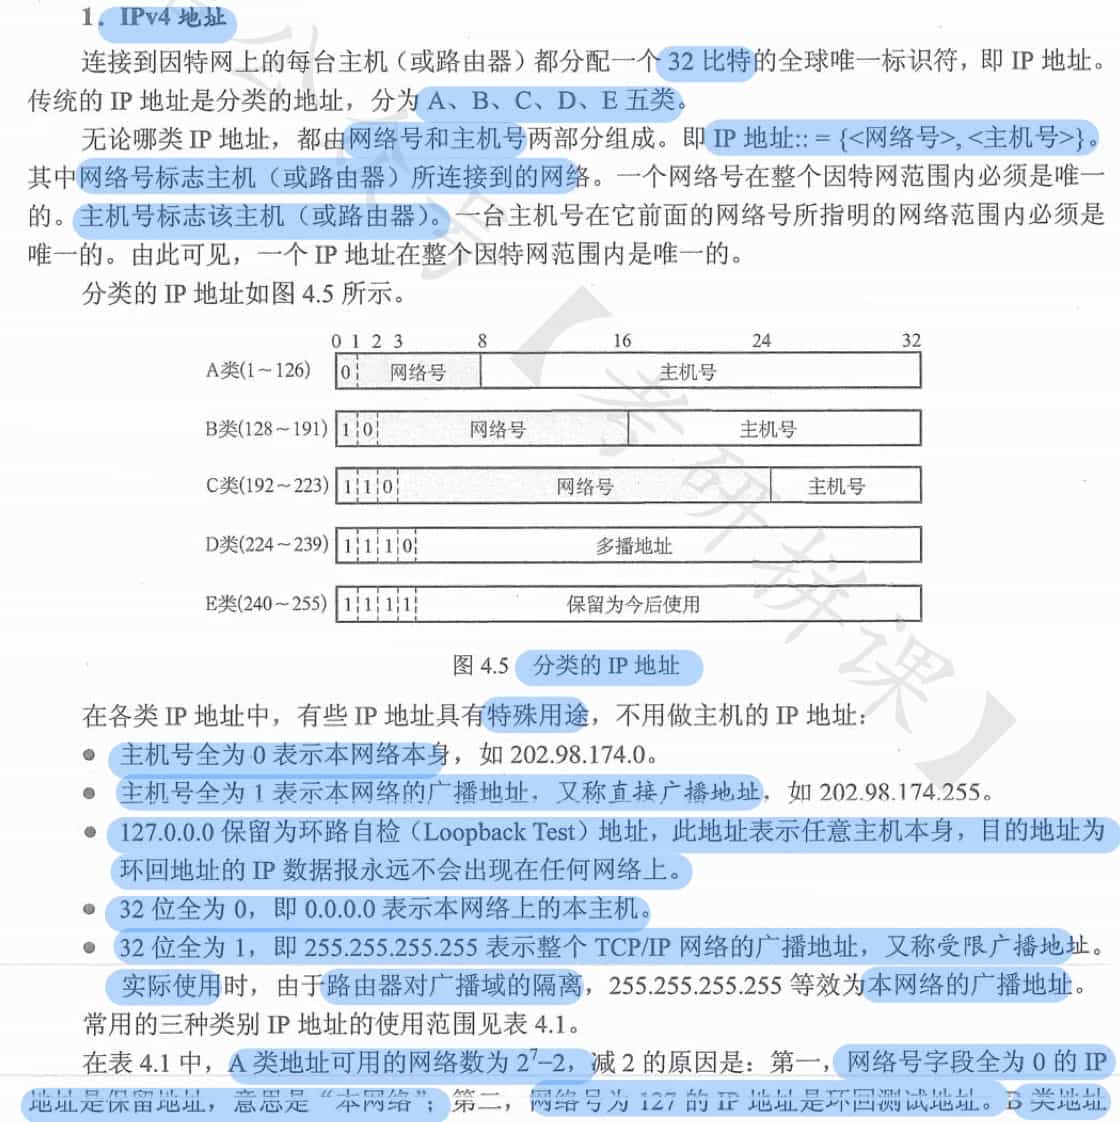 1．IPv4 地址
连接到因特网上的每台主机（或路由器）都分配一个 32 比特的全球唯一标识符，即 IP 地址。
传统的 IP 地址是分类的地址，分为 A、B、C、D、E 五类。
无论哪类 IP 地址，都由网络号和主机号两部分组成。即 IP 地址:: = {<网络号>, <主机号>}。
其中网络号标志主机（或路由器）所连接到的网络。一个网络号在整个因特网范围内必须是唯一
的。主机号标志该主机（或路由器）。一台主机号在它前面的网络号所指明的网络范围内必须是
唯一的。由此可见，一个 IP 地址在整个因特网范围内是唯一的。
分类的 IP 地址如图 4.5 所示。
0 1 2 3 8 16 24 32
A类(1～126) 0 网络号 主机号
B类(128～191) 1 0 网络号 主机号
C类(192～223) 1 1 0 网络号 主机号
D类(224～239) 1 1 1 0 多播地址
E类(240～255) 1 1 1 1 保留为今后使用
图 4.5 分类的 IP 地址
在各类 IP 地址中，有些 IP 地址具有特殊用途，不用做主机的 IP 地址：
● 主机号全为 0 表示本网络本身，如 202.98.174.0。
● 主机号全为 1 表示本网络的广播地址，又称直接广播地址，如 202.98.174.255。
● 127.0.0.0 保留为环路自检（Loopback Test）地址，此地址表示任意主机本身，目的地址为
环回地址的 IP 数据报永远不会出现在任何网络上。
● 32 位全为 0，即 0.0.0.0 表示本网络上的本主机。
● 32 位全为 1，即 255.255.255.255 表示整个 TCP/IP 网络的广播地址，又称受限广播地址。
实际使用时，由于路由器对广播域的隔离，255.255.255.255 等效为本网络的广播地址。
常用的三种类别 IP 地址的使用范围见表 4.1。
在表 4.1 中，A 类地址可用的网络数为 2⁷–2，减 2 的原因是：第一，网络号字段全为 0 的 IP
地址是保留地址，意思是“本网络”；第二，网络号为 127 的 IP 地址是环回测试地址。B 类地址
【考研拼课】